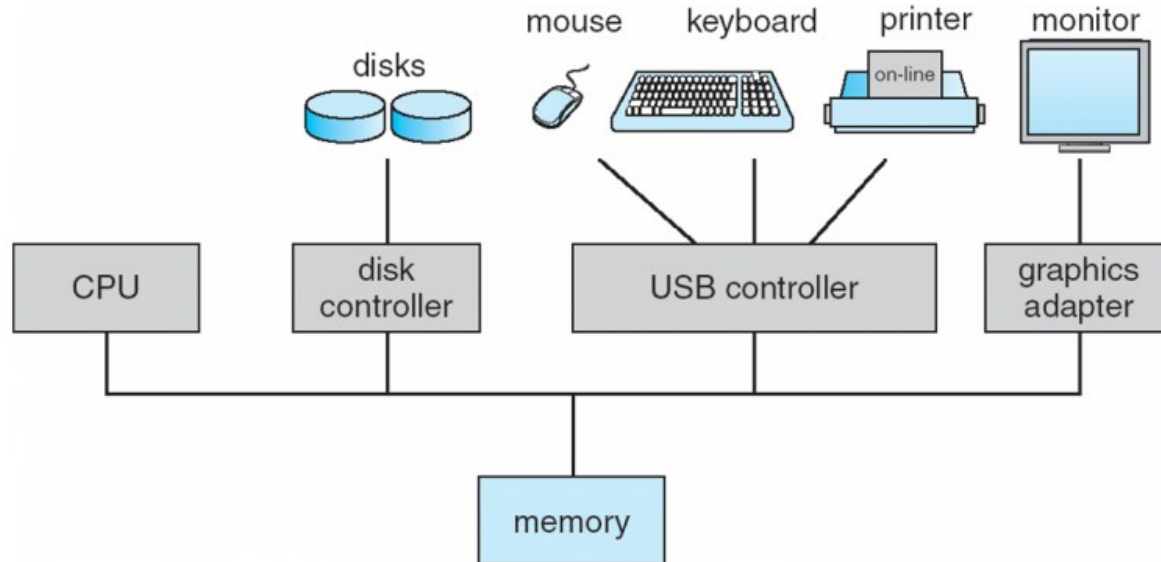 mouse
keyboard
printer
monitor
disks
on-line
CPU
disk
controller
USB controller
graphics
adapter
memory